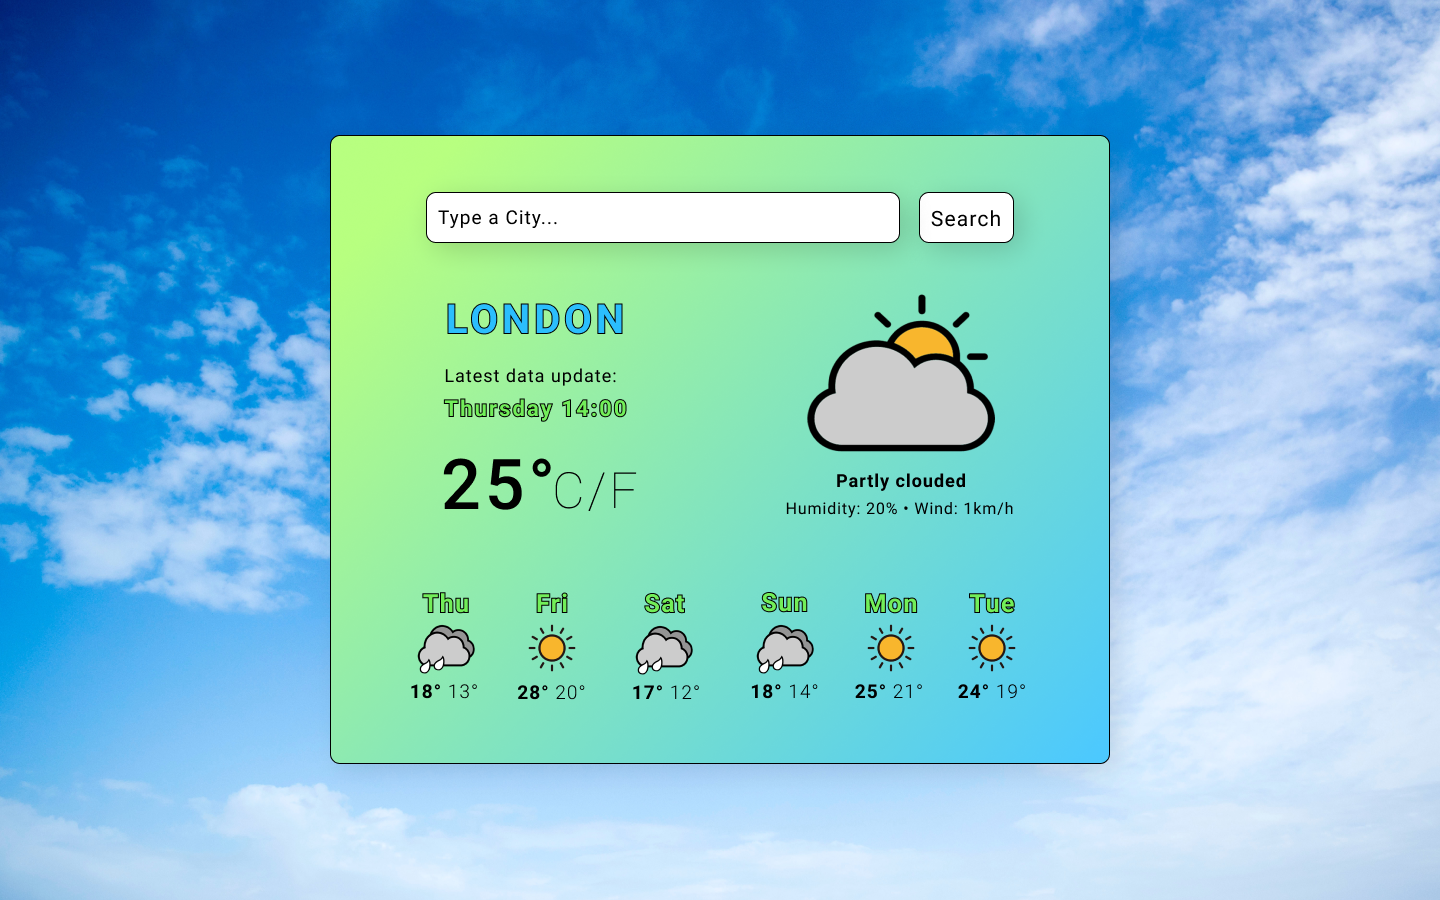 Type a City...
Search
LONDON
Latest data update:
Thursday 14:00
25°C/F
Partly clouded
Humidity: 20% • Wind: 1km/h
Thu Fri Sat Sun Mon Tue
18° 13° 28° 20° 17° 12° 18° 14° 25° 21° 24° 19°